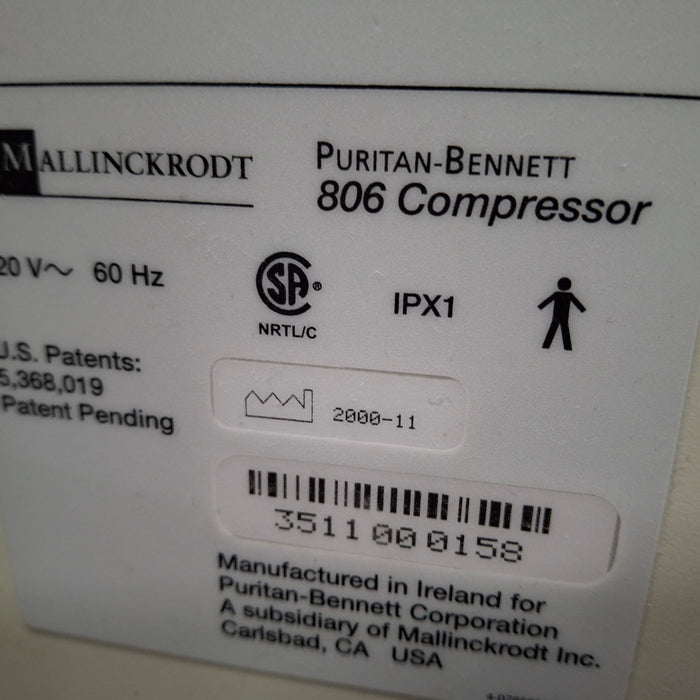 MALLINCKRODT
PURITAN-BENNETT
806 Compressor
20 V~ 60 Hz
SA
NRTL/C
IPX1
U.S. Patents:
5,368,019
Patent Pending
2000-11
3511000158
Manufactured in Ireland for
Puritan-Bennett Corporation
A subsidiary of Mallinckrodt Inc.
Carlsbad, CA USA